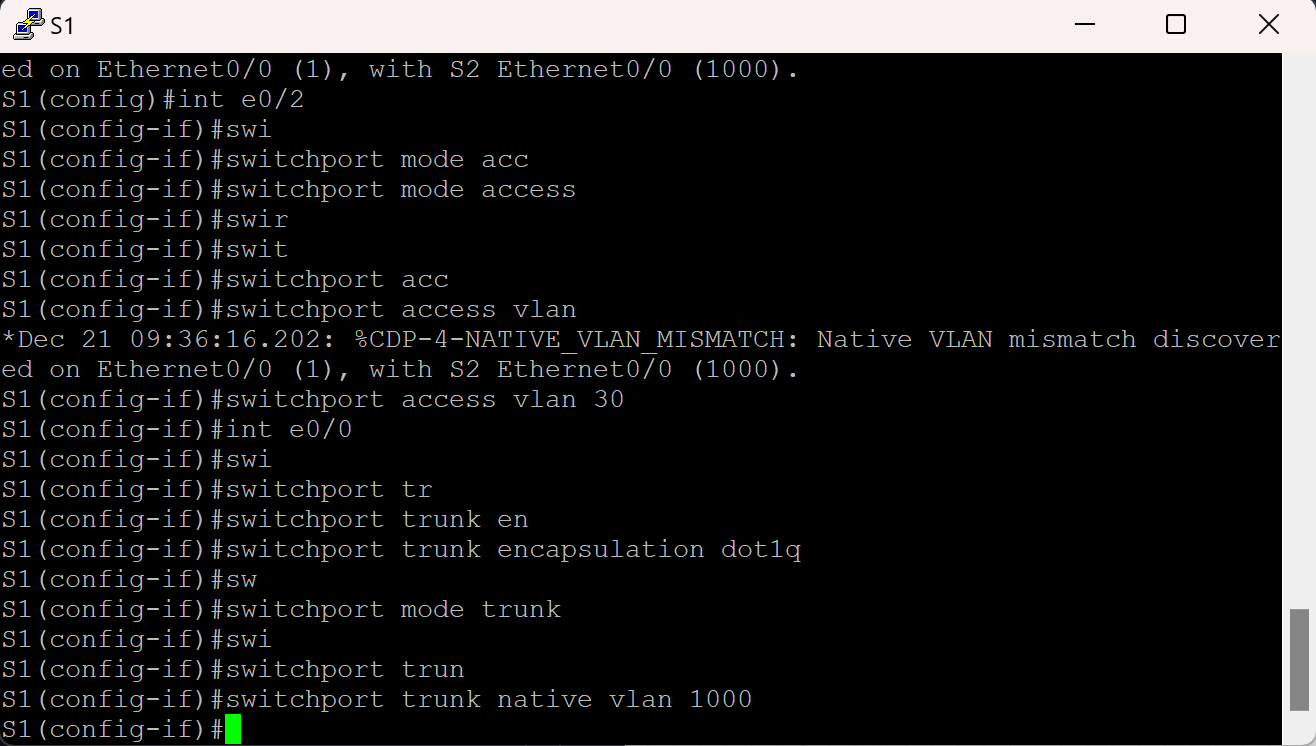 S1
ed on Ethernet0/0 (1), with S2 Ethernet0/0 (1000).
S1(config)#int e0/2
S1(config-if)#swi
S1(config-if)#switchport mode acc
S1(config-if)#switchport mode access
S1(config-if)#swir
S1(config-if)#swit
S1(config-if)#switchport acc
S1(config-if)#switchport access vlan
*Dec 21 09:36:16.202: %CDP-4-NATIVE_VLAN_MISMATCH: Native VLAN mismatch discover
ed on Ethernet0/0 (1), with S2 Ethernet0/0 (1000).
S1(config-if)#switchport access vlan 30
S1(config-if)#int e0/0
S1(config-if)#swi
S1(config-if)#switchport tr
S1(config-if)#switchport trunk en
S1(config-if)#switchport trunk encapsulation dot1q
S1(config-if)#sw
S1(config-if)#switchport mode trunk
S1(config-if)#swi
S1(config-if)#switchport trun
S1(config-if)#switchport trunk native vlan 1000
S1(config-if)#